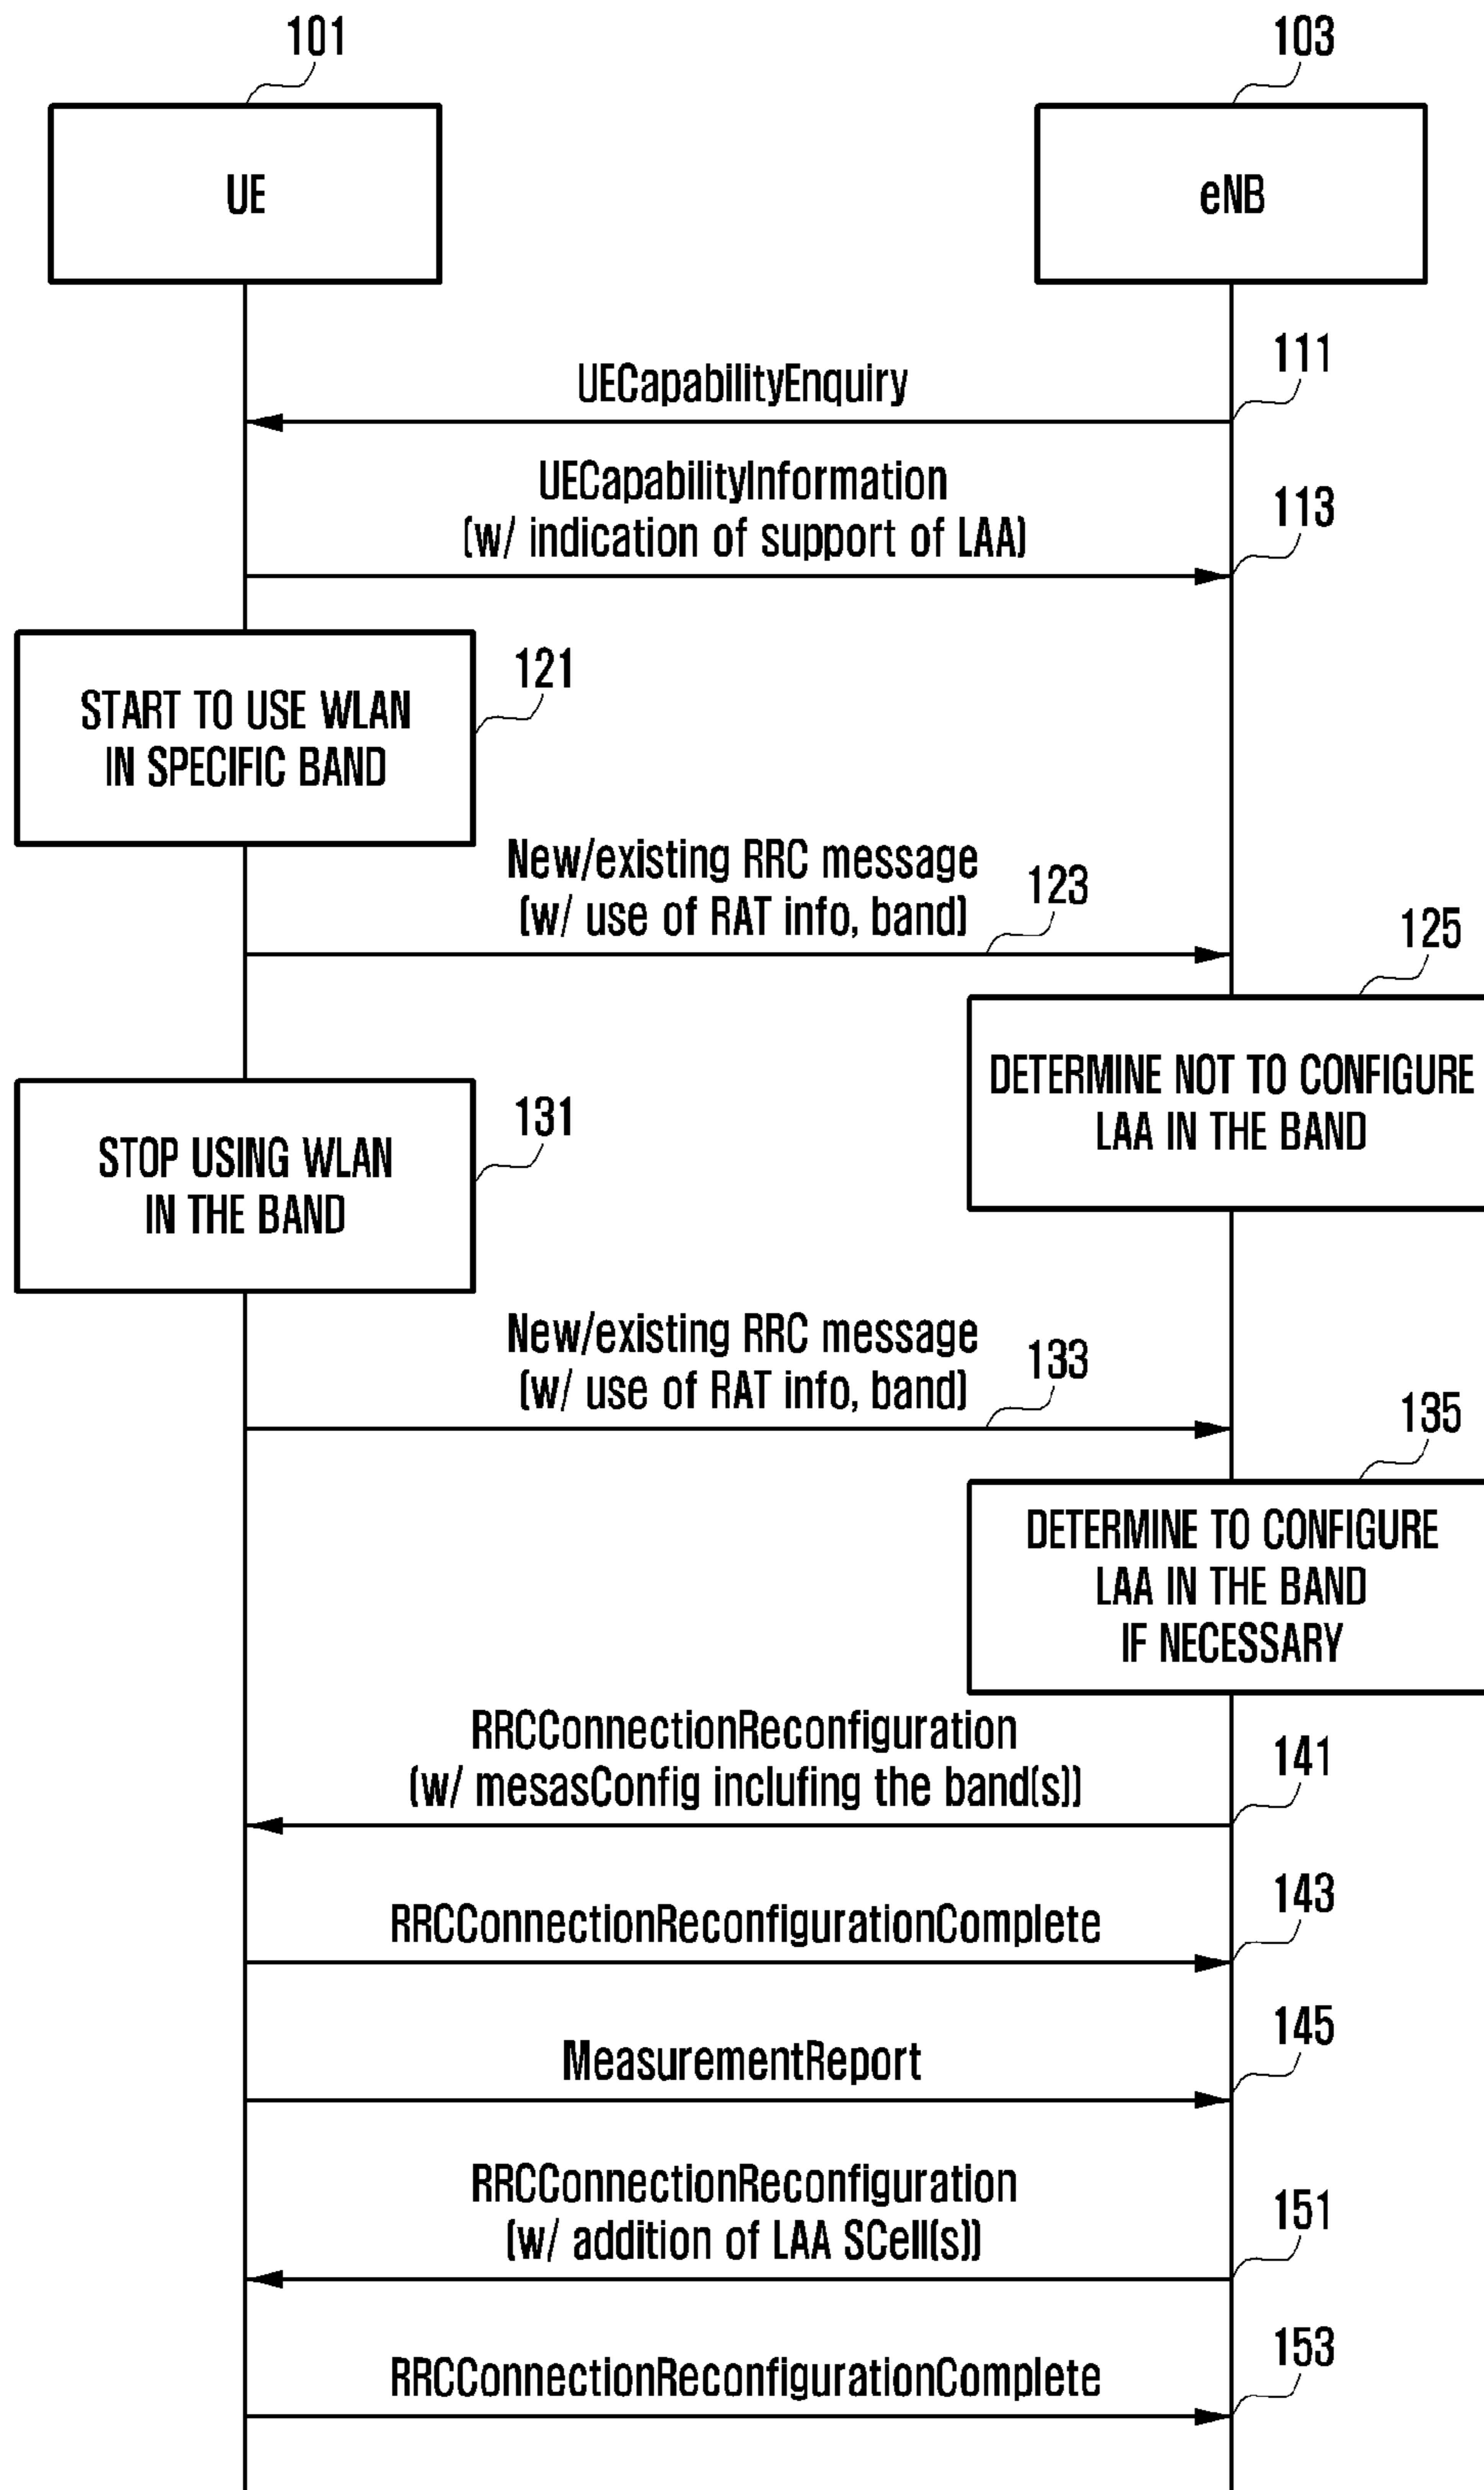 101
103
UE
eNB
111
UECapabilityEnquiry
UECapabilityInformation
(w/ indication of support of LAA)
113
START TO USE WLAN
IN SPECIFIC BAND
121
New/existing RRC message
(w/ use of RAT info, band)
123
125
DETERMINE NOT TO CONFIGURE
LAA IN THE BAND
STOP USING WLAN
IN THE BAND
131
New/existing RRC message
(w/ use of RAT info, band)
133
135
DETERMINE TO CONFIGURE
LAA IN THE BAND
IF NECESSARY
RRCConnectionReconfiguration
(w/ mesasConfig inclufing the band(s))
141
RRCConnectionReconfigurationComplete
143
MeasurementReport
145
RRCConnectionReconfiguration
(w/ addition of LAA SCell(s))
151
RRCConnectionReconfigurationComplete
153